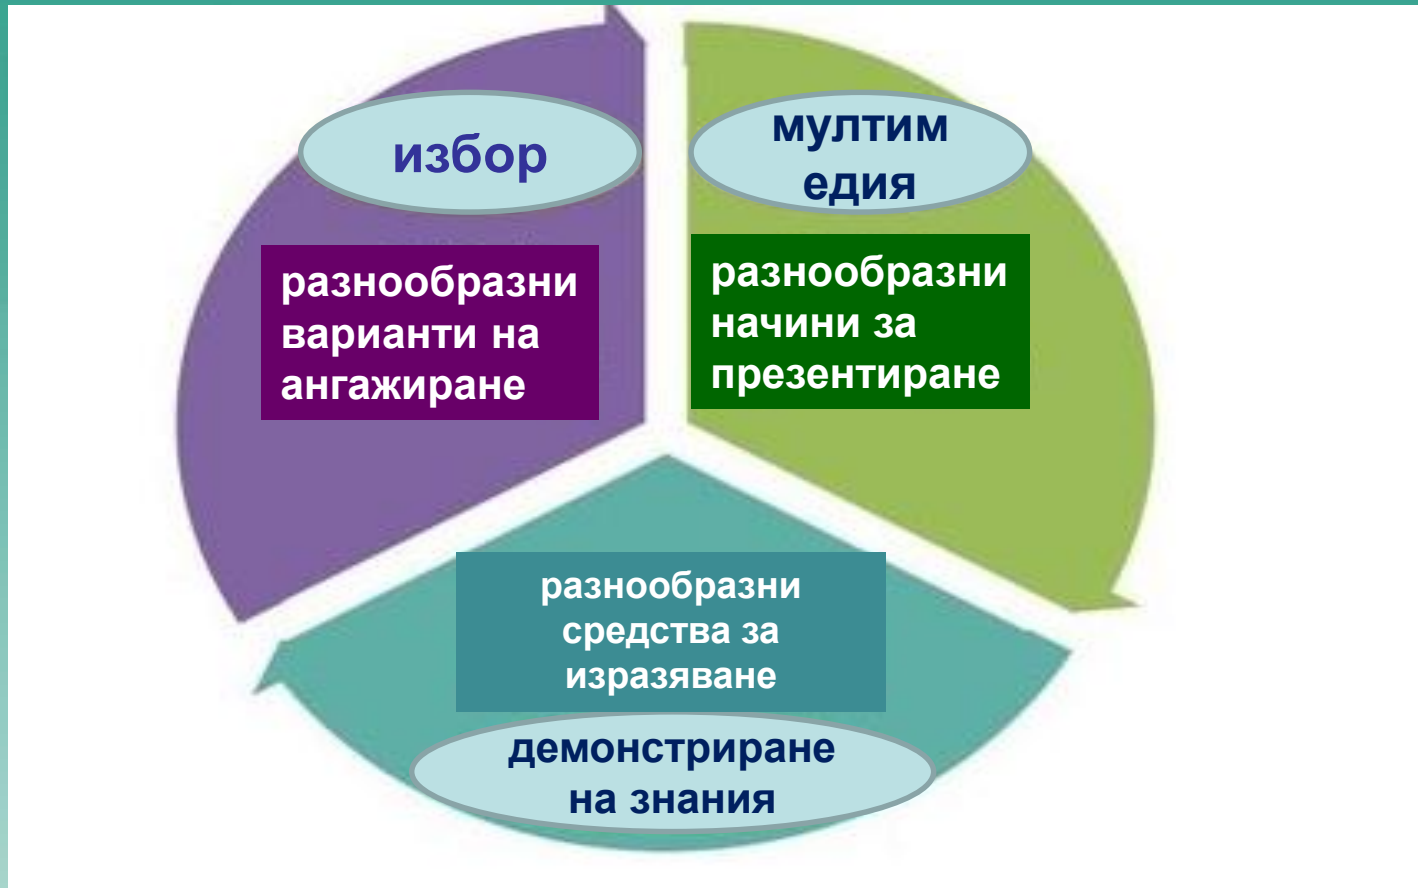 избор
разнообразни
варианти на
ангажиране
мултим
едия
разнообразни
начини за
презентиране
разнообразни
средства за
изразяване
демонстриране
на знания